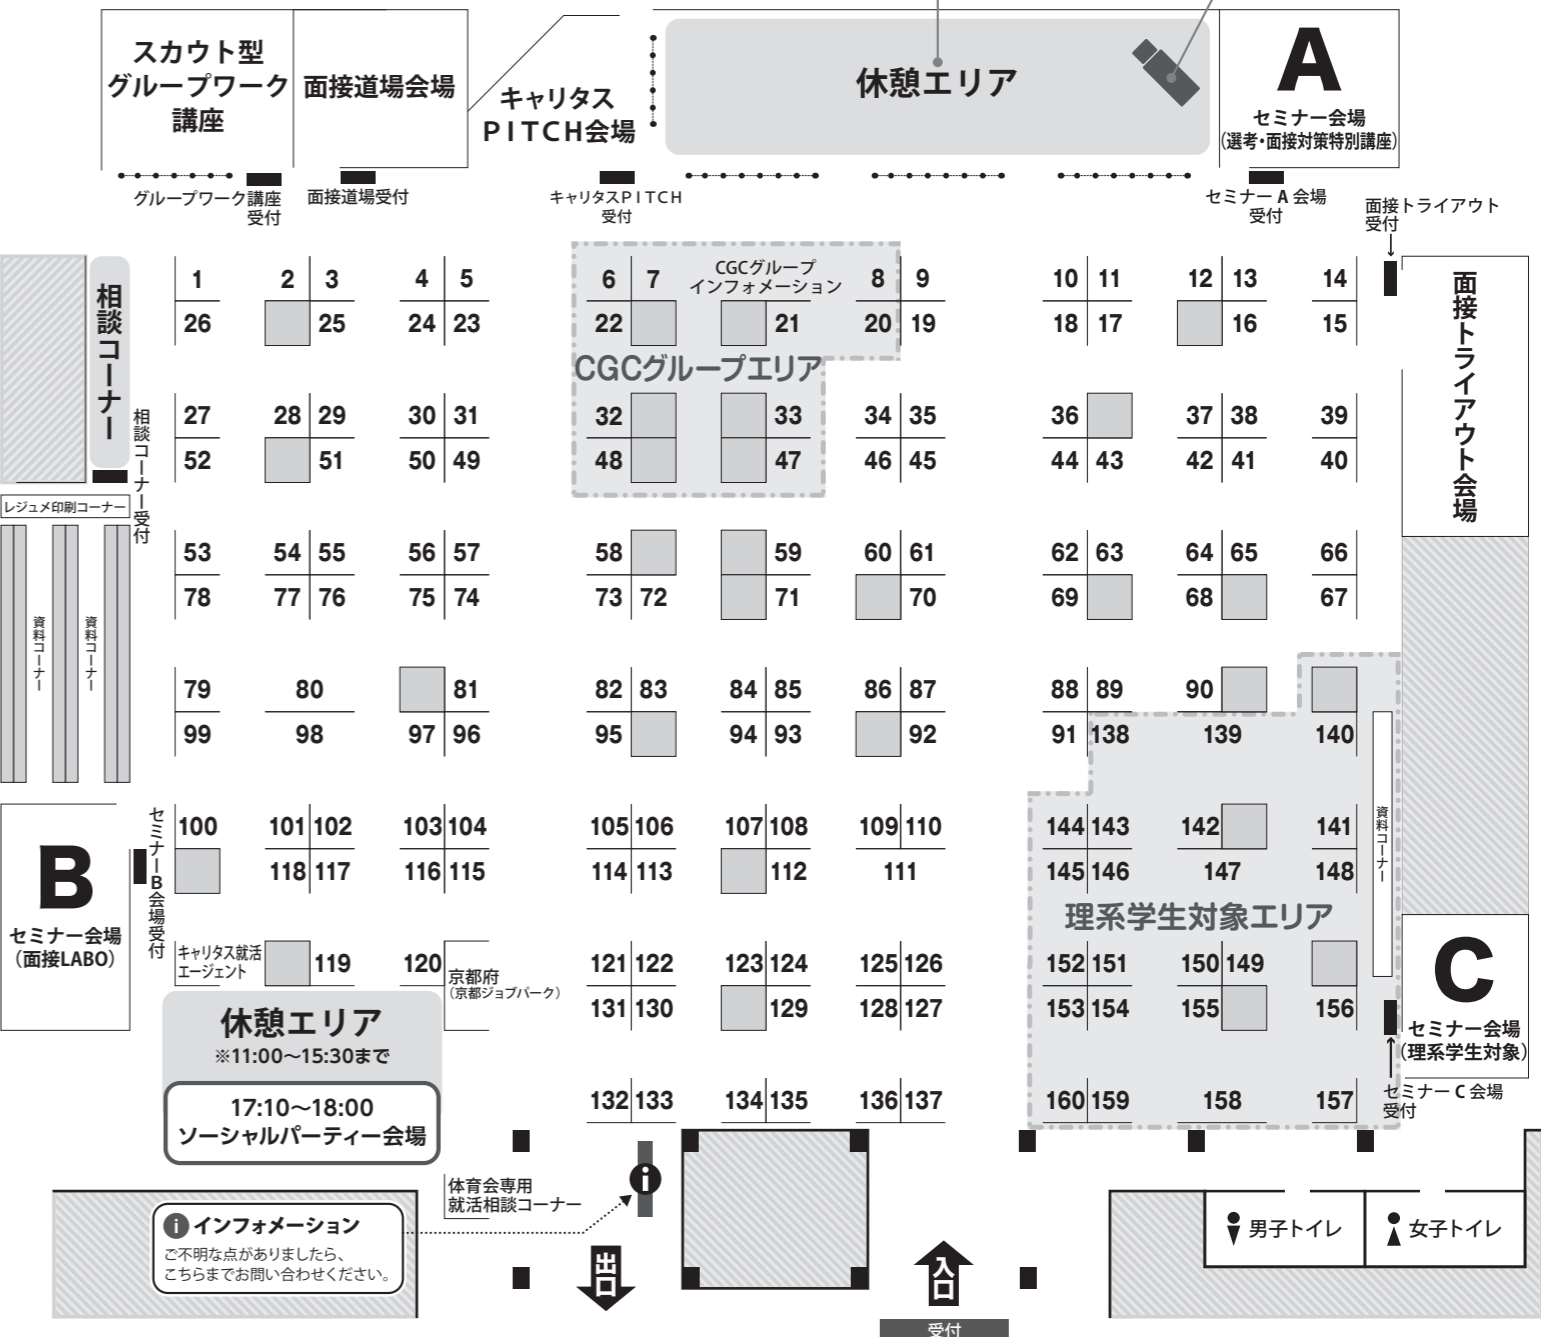 スカウト型
グループワーク
講座
面接道場会場
キャリタス
PITCH会場
休憩エリア
A
セミナー会場
(選考・面接対策特別講座)
グループワーク講座
受付
面接道場受付
キャリタスPITCH
受付
セミナー A 会場
受付
面接トライアウト
受付
相談コーナー
相談コーナー受付
レジュメ印刷コーナー
資料コーナー
資料コーナー
面接トライアウト会場
1 2 3 4 5 6 7
CGCグループ
インフォメーション
8 9 10 11 12 13 14
26 25 24 23 22 21 20 19 18 17 16 15
CGCグループエリア
27 28 29 30 31 32 33 34 35 36 37 38 39
52 51 50 49 48 47 46 45 44 43 42 41 40
53 54 55 56 57 58 59 60 61 62 63 64 65 66
78 77 76 75 74 73 72 71 70 69 68 67
79 80 81 82 83 84 85 86 87 88 89 90
99 98 97 96 95 94 93 92 91 138 139 140
資料コーナー
B
セミナー会場
(面接LABO)
セミナーB会場受付
100 101 102 103 104 105 106 107 108 109 110 144 143 142 141
118 117 116 115 114 113 112 111 145 146 147 148
理系学生対象エリア
キャリタス就活
エージェント
119 120
京都府
(京都ジョブパーク)
121 122 123 124 125 126 152 151 150 149
131 130 129 128 127 153 154 155 156
C
セミナー会場
(理系学生対象)
セミナー C 会場
受付
休憩エリア
※11:00〜15:30まで
17:10〜18:00
ソーシャルパーティー会場
132 133 134 135 136 137 160 159 158 157
体育会専用
就活相談コーナー
i
i インフォメーション
ご不明な点がありましたら、
こちらまでお問い合わせください。
出口
入口
受付
男子トイレ
女子トイレ